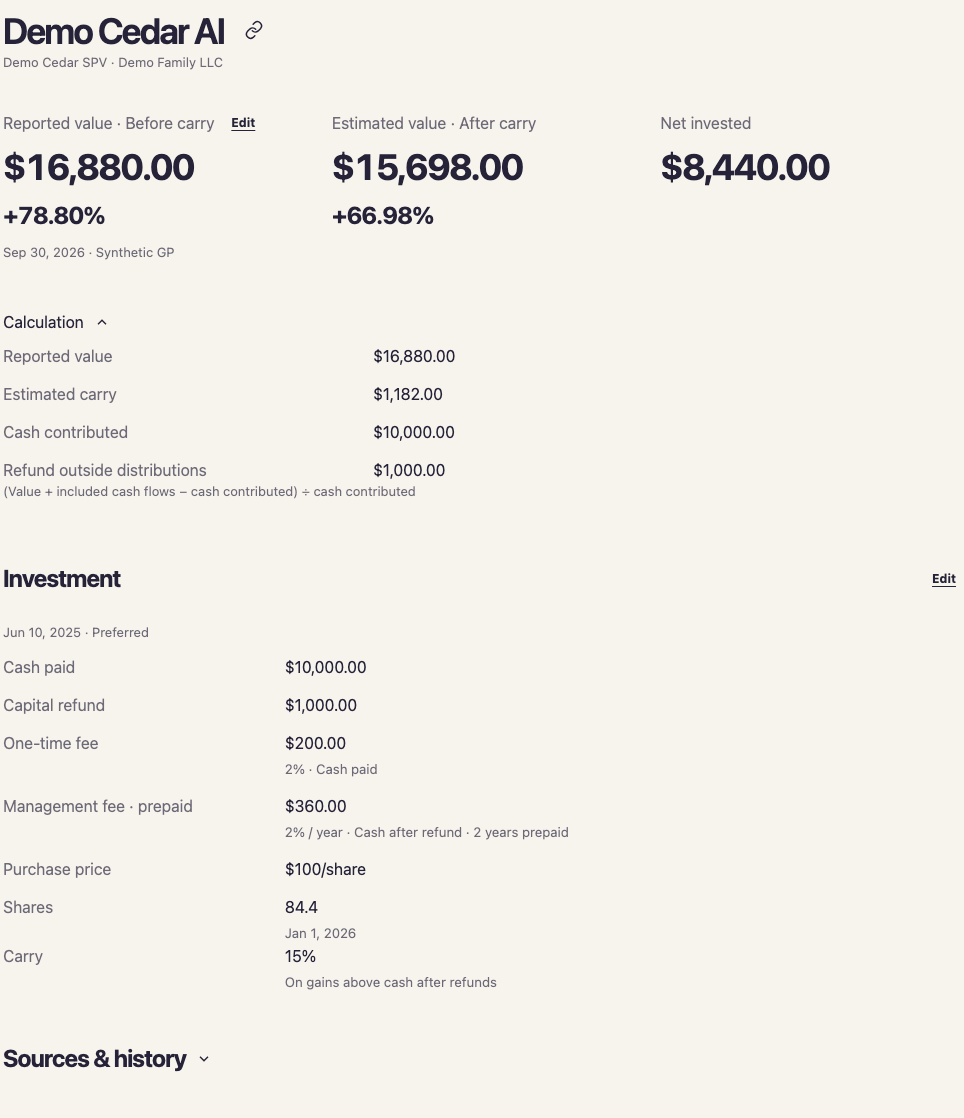 Demo Cedar AI
Demo Cedar SPV · Demo Family LLC
Reported value · Before carry Edit
$16,880.00
+78.80%
Sep 30, 2026 · Synthetic GP
Estimated value · After carry
$15,698.00
+66.98%
Net invested
$8,440.00
Calculation
Reported value $16,880.00
Estimated carry $1,182.00
Cash contributed $10,000.00
Refund outside distributions $1,000.00
(Value + included cash flows − cash contributed) ÷ cash contributed
Investment Edit
Jun 10, 2025 · Preferred
Cash paid $10,000.00
Capital refund $1,000.00
One-time fee $200.00
2% · Cash paid
Management fee · prepaid $360.00
2% / year · Cash after refund · 2 years prepaid
Purchase price $100/share
Shares 84.4
Jan 1, 2026
Carry 15%
On gains above cash after refunds
Sources & history